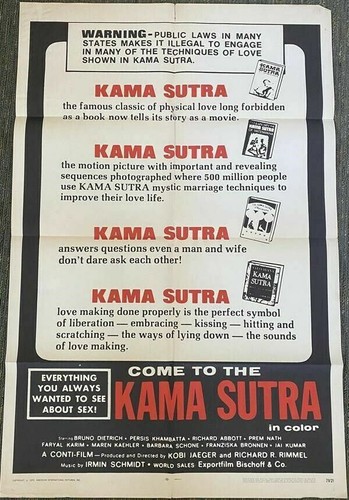 WARNING-PUBLIC LAWS IN MANY
STATES MAKES IT ILLEGAL TO ENGAGE
IN MANY OF THE TECHNIQUES OF LOVE
SHOWN IN KAMA SUTRA.
KAMA SUTRA
the famous classic of physical love long forbidden
as a book now tells its story as a movie.
KAMA SUTRA
the motion picture with important and revealing
sequences photographed where 500 million people
use KAMA SUTRA mystic marriage techniques to
improve their love life.
KAMA SUTRA
answers questions even a man and wife
don't dare ask each other!
KAMA SUTRA
KAMA
SUTRA
love making done properly is the perfect symbol
of liberation — embracing — kissing — hitting and
scratching — the ways of lying down — the sounds
of love making.
EVERYTHING
YOU ALWAYS
WANTED TO SEE
ABOUT SEX!
COME TO THE
KAMA SUTRA
in color
Starring BRUNO DIETRICH • PERSIS KHAMBATTA • RICHARD ABBOTT • PREM NATH
FARYAL KARIM • MAREN KAEHLER • BARBARA SCHONE • FRANZISKA BRONNEN • JAI KUMAR
A CONTI-FILM — Produced and Directed by KOBI JAEGER and RICHARD R. RIMMEL
Music by IRMIN SCHMIDT • WORLD SALES Exportfilm Bischoff & Co.